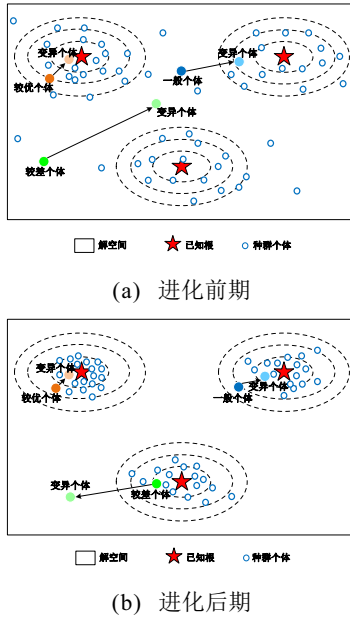 变异个体
一般个体
变异个体
较优个体
变异个体
较差个体
解空间 已知根 种群个体
(a) 进化前期
变异个体
较优个体
变异个体
一般个体
变异个体
较差个体
解空间 已知根 种群个体
(b) 进化后期